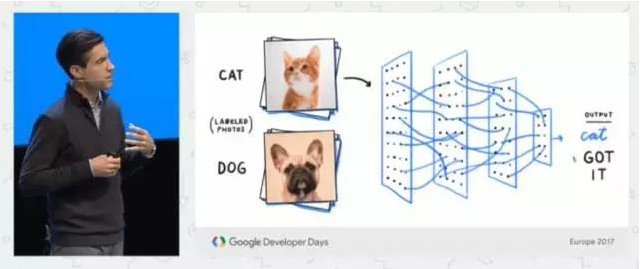 CAT
(LABELED
PHOTOS)
DOG
OUTPUT
cat
GOT
IT
Google Developer Days
Europe 2017